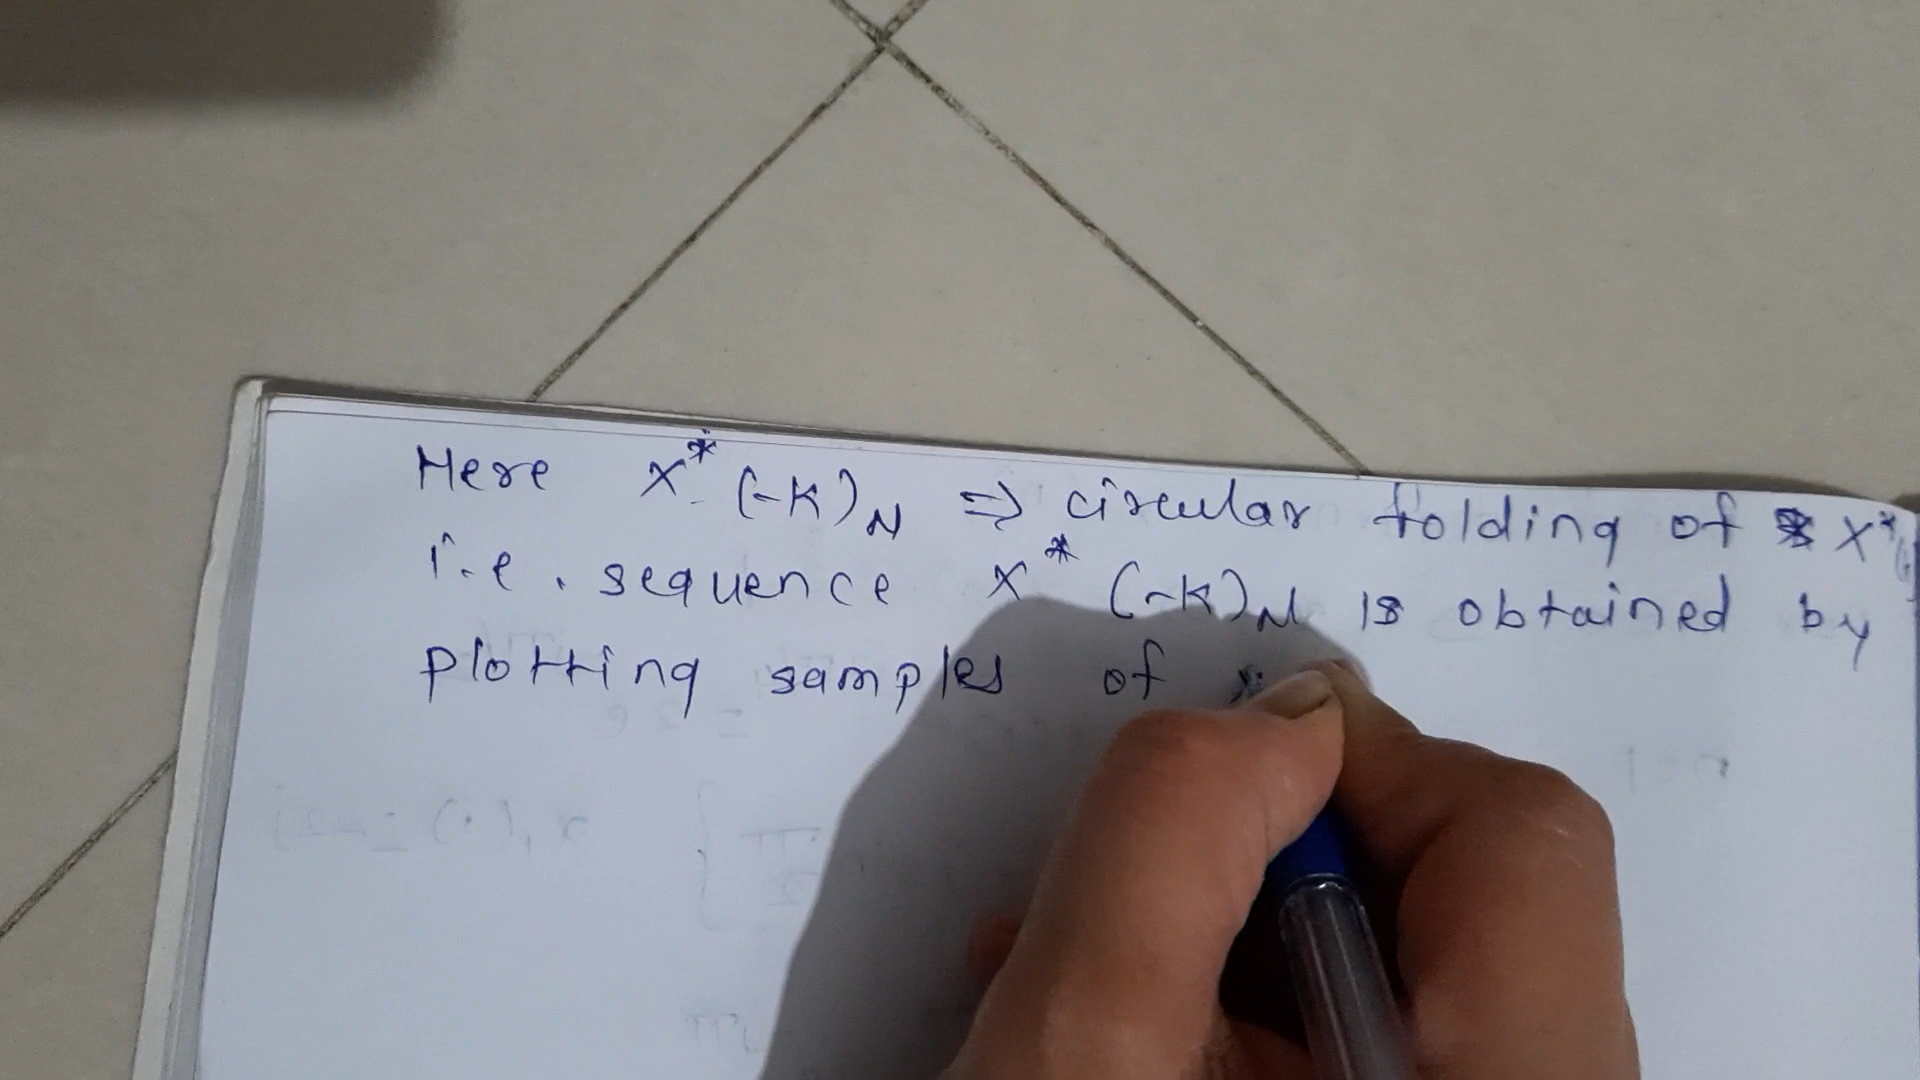 Here X* (-K)N => circular folding of X*
i.e. sequence X* (-K)N is obtained by
plotting samples of